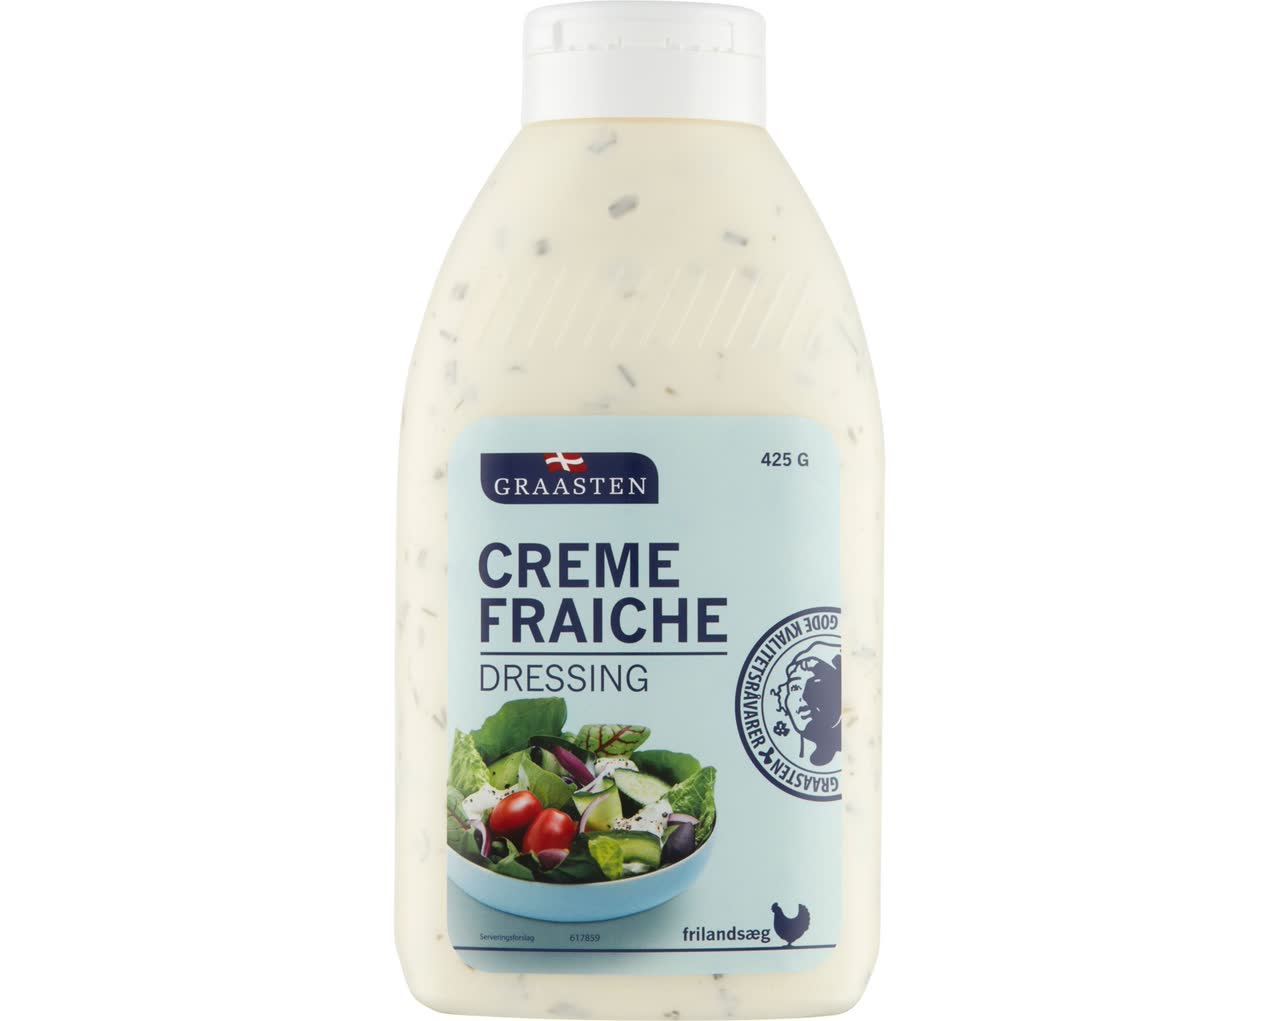 GRAASTEN
425 G
CREME
FRAICHE
DRESSING
GODE KVALITETSRÅVARER
GRAASTEN
Serveringsforslag
617859
frilandsæg